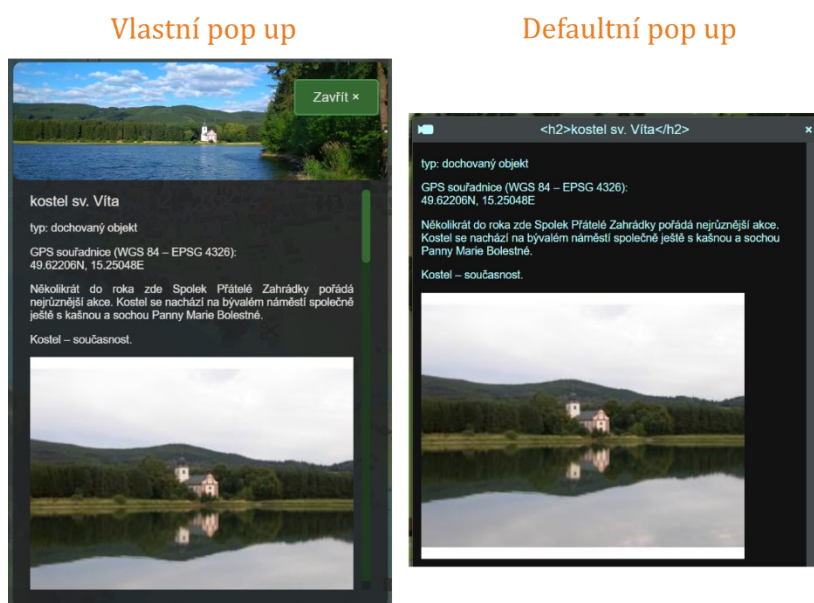 Vlastní pop up
Defaultní pop up
Zavřít ×
kostel sv. Víta
typ: dochovaný objekt
GPS souřadnice (WGS 84 – EPSG 4326):
49.62206N, 15.25048E
Několikrát do roka zde Spolek Přátelé Zahrádky pořádá
nejrůznější akce. Kostel se nachází na bývalém náměstí společně
ještě s kašnou a sochou Panny Marie Bolestné.
Kostel – současnost.
<h2>kostel sv. Víta</h2>
×
typ: dochovaný objekt
GPS souřadnice (WGS 84 – EPSG 4326):
49.62206N, 15.25048E
Několikrát do roka zde Spolek Přátelé Zahrádky pořádá nejrůznější akce.
Kostel se nachází na bývalém náměstí společně ještě s kašnou a sochou
Panny Marie Bolestné.
Kostel – současnost.